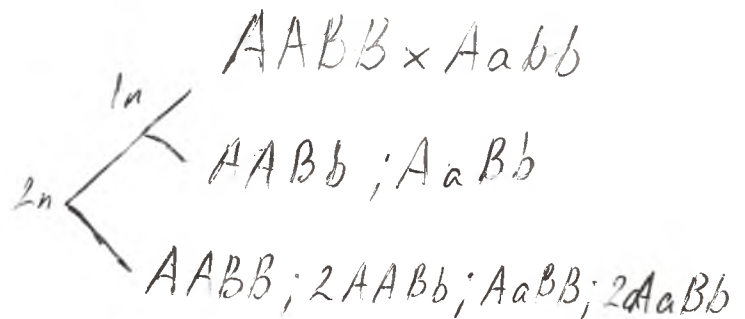 AABB × Aabb
1n
AABb ; AaBb
2n
AABB ; 2AABb ; AaBB ; 2AaBb